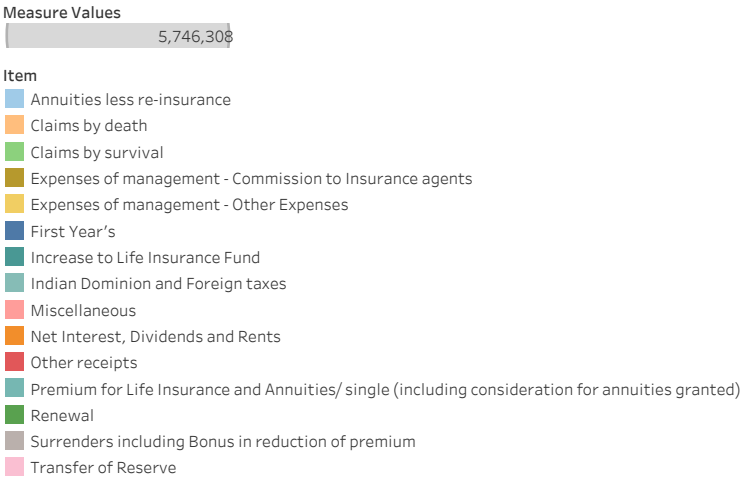 Measure Values
5,746,308
Item
Annuities less re-insurance
Claims by death
Claims by survival
Expenses of management - Commission to Insurance agents
Expenses of management - Other Expenses
First Year's
Increase to Life Insurance Fund
Indian Dominion and Foreign taxes
Miscellaneous
Net Interest, Dividends and Rents
Other receipts
Premium for Life Insurance and Annuities/ single (including consideration for annuities granted)
Renewal
Surrenders including Bonus in reduction of premium
Transfer of Reserve